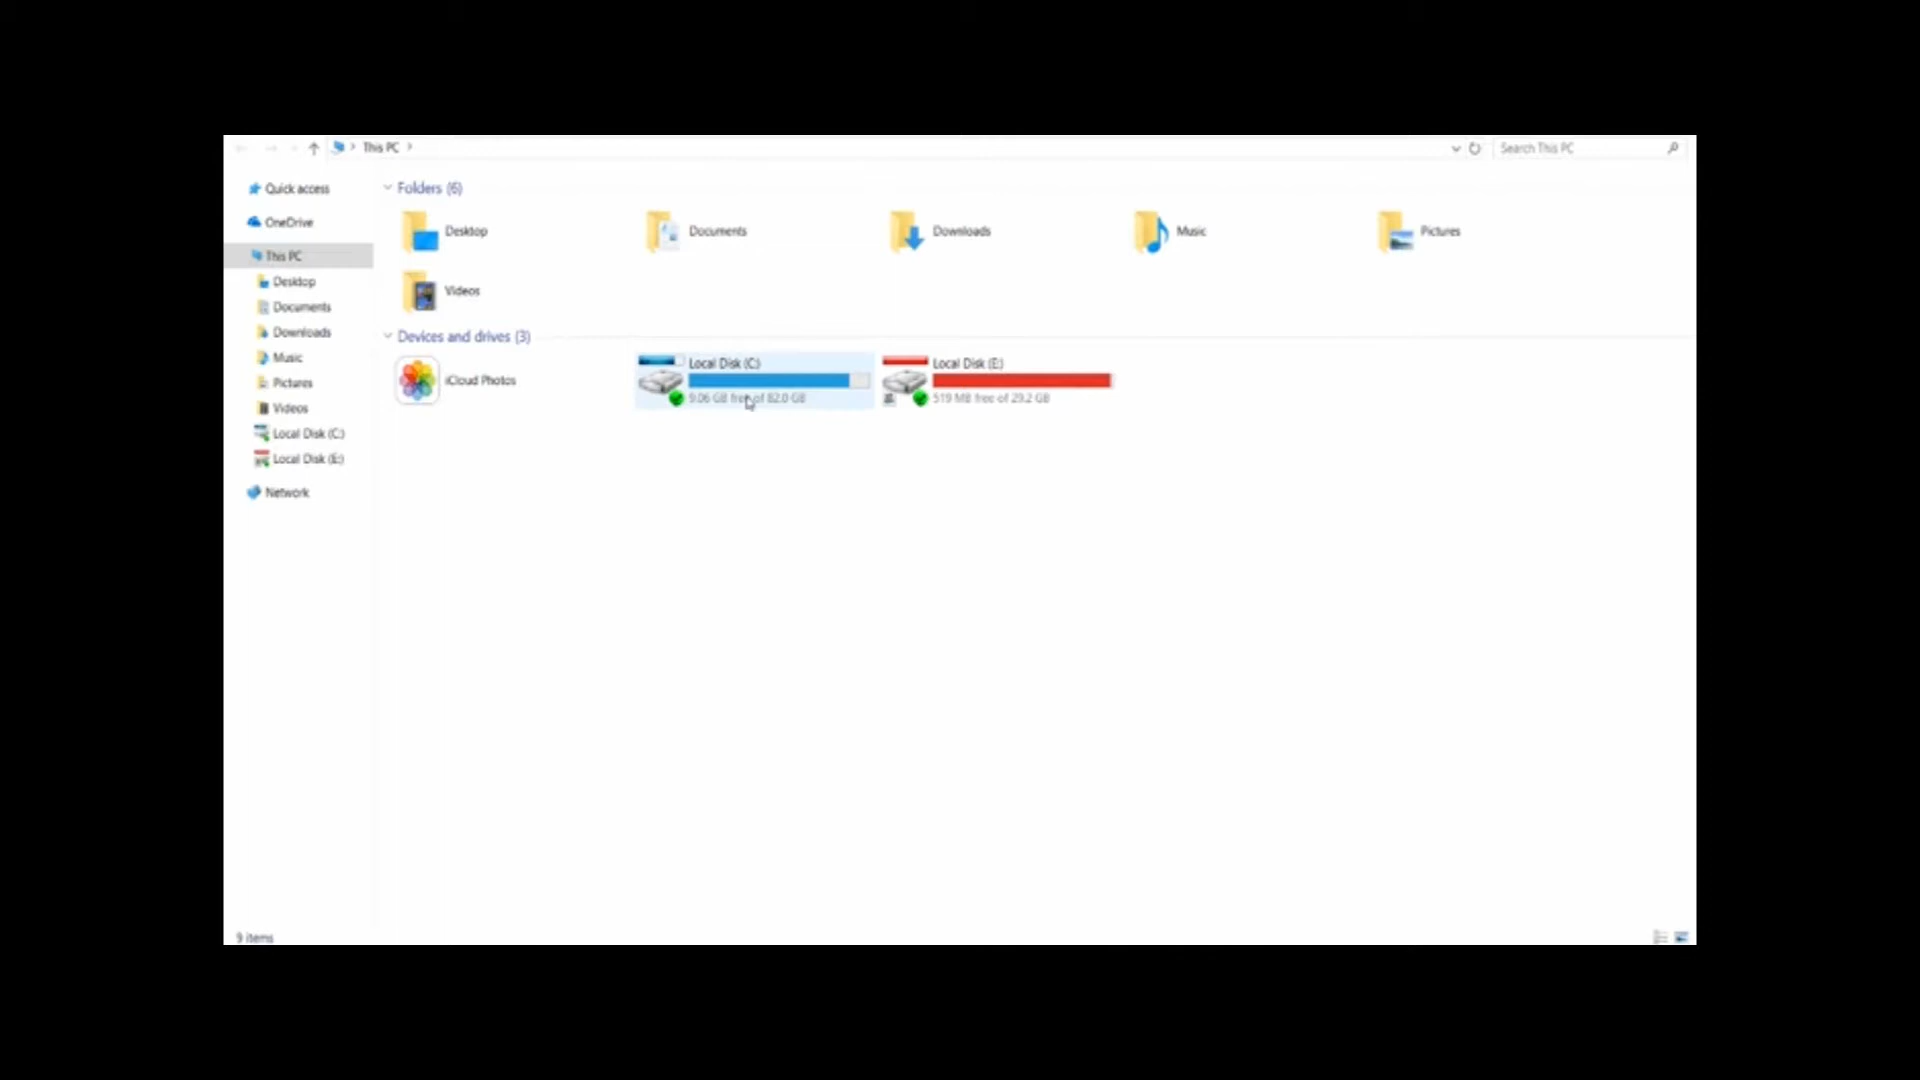 This PC
Search This PC
Quick access
OneDrive
This PC
Desktop
Documents
Downloads
Music
Pictures
Videos
Local Disk (C:)
Local Disk (E:)
Network
Folders (6)
Desktop
Documents
Downloads
Music
Pictures
Videos
Devices and drives (3)
iCloud Photos
Local Disk (C:)
9.06 GB free of 82.0 GB
Local Disk (E:)
519 MB free of 29.2 GB
9 items